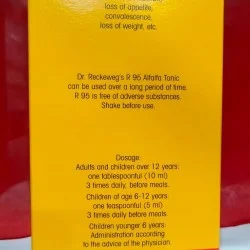 loss of appetite,
convalescence,
loss of weight, etc.
Dr. Reckeweg's R 95 Alfalfa Tonic
can be used over a long period of time.
R 95 is free of adverse substances.
Shake before use.
Dosage:
Adults and children over 12 years:
one tablespoonful (10 ml)
3 times daily, before meals.
Children of age 6-12 years:
one teaspoonful (5 ml)
3 times daily, before meals.
Children younger 6 years:
Administration according
to the advice of the physician